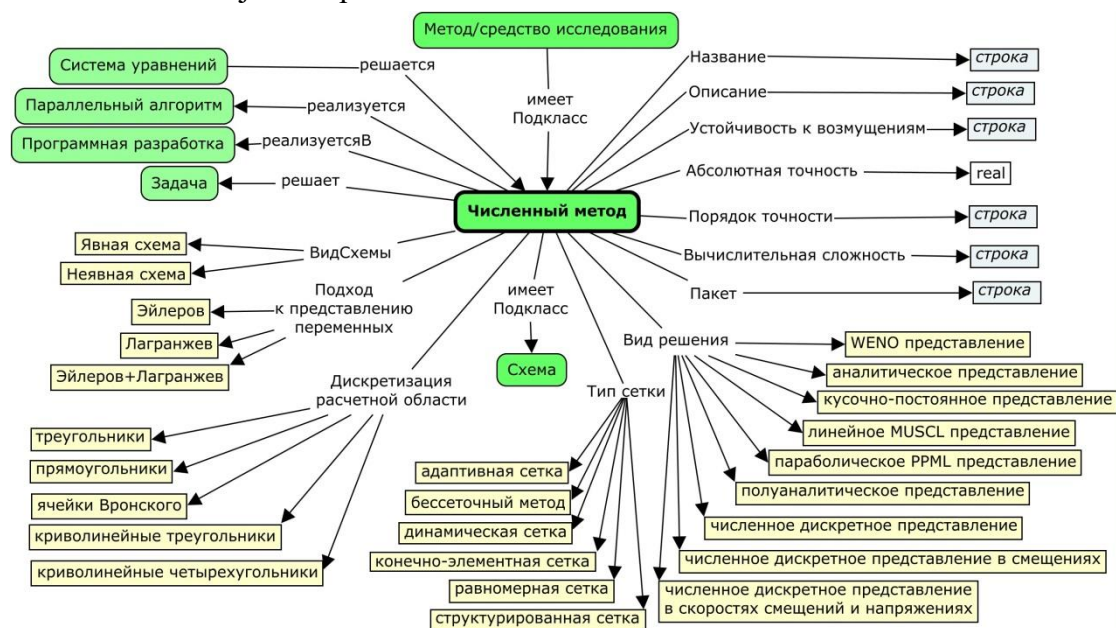 Метод/средство исследования
Система уравнений
решается
Параллельный алгоритм
реализуется
Программная разработка
реализуетсяВ
Задача
решает
имеет
Подкласс
Численный метод
Название
строка
Описание
строка
Устойчивость к возмущениям
строка
Абсолютная точность
real
Порядок точности
строка
Вычислительная сложность
строка
Пакет
строка
ВидСхемы
Явная схема
Неявная схема
Подход
к представлению
переменных
Эйлеров
Лагранжев
Эйлеров+Лагранжев
имеет
Подкласс
Схема
Дискретизация
расчетной области
треугольники
прямоугольники
ячейки Вронского
криволинейные треугольники
криволинейные четырехугольники
Тип сетки
адаптивная сетка
бессеточный метод
динамическая сетка
конечно-элементная сетка
равномерная сетка
структурированная сетка
Вид решения
WENO представление
аналитическое представление
кусочно-постоянное представление
линейное MUSCL представление
параболическое PPML представление
полуаналитическое представление
численное дискретное представление
численное дискретное представление в смещениях
численное дискретное представление
в скоростях смещений и напряжениях